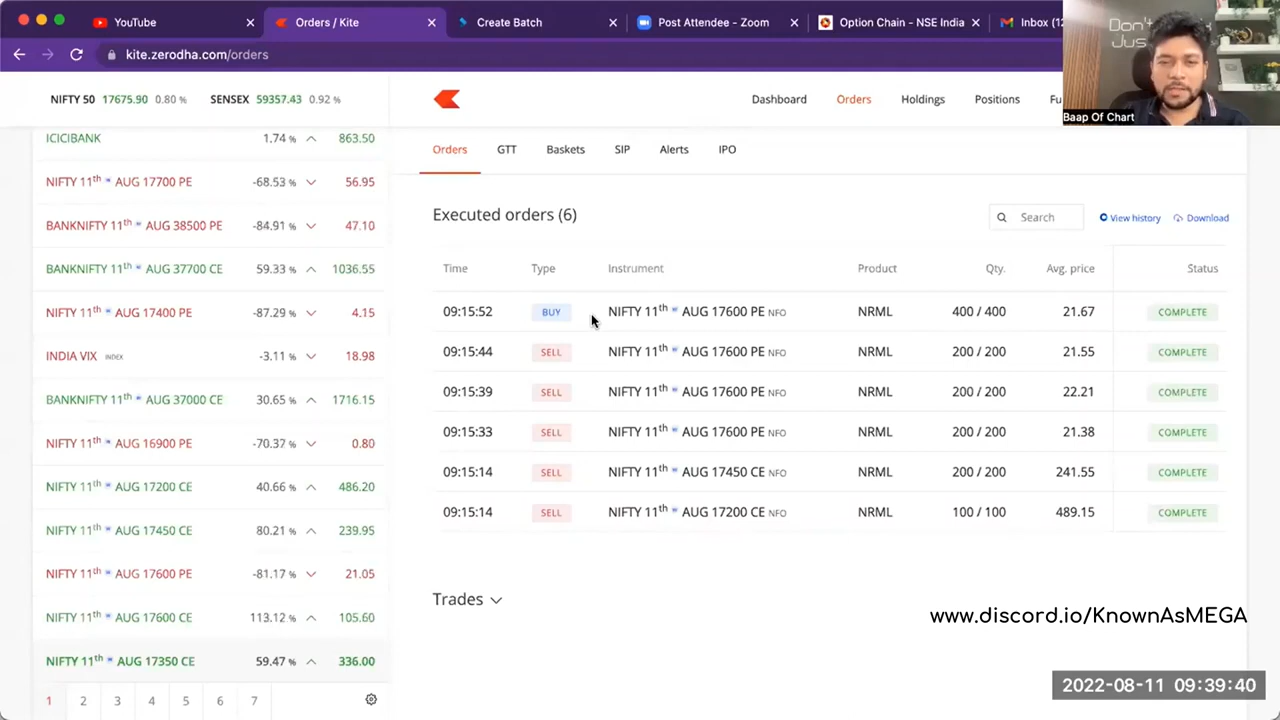 YouTube
Orders / Kite
Create Batch
Post Attendee - Zoom
Option Chain - NSE India
Inbox (12
kite.zerodha.com/orders
Baap Of Chart
NIFTY 50 17675.90 0.80 % SENSEX 59357.43 0.92 %
Dashboard Orders Holdings Positions Fu
ICICIBANK 1.74 % 863.50
NIFTY 11th w AUG 17700 PE -68.53 % 56.95
BANKNIFTY 11th w AUG 38500 PE -84.91 % 47.10
BANKNIFTY 11th w AUG 37700 CE 59.33 % 1036.55
NIFTY 11th w AUG 17400 PE -87.29 % 4.15
INDIA VIX INDEX -3.11 % 18.98
BANKNIFTY 11th w AUG 37000 CE 30.65 % 1716.15
NIFTY 11th w AUG 16900 PE -70.37 % 0.80
NIFTY 11th w AUG 17200 CE 40.66 % 486.20
NIFTY 11th w AUG 17450 CE 80.21 % 239.95
NIFTY 11th w AUG 17600 PE -81.17 % 21.05
NIFTY 11th w AUG 17600 CE 113.12 % 105.60
NIFTY 11th w AUG 17350 CE 59.47 % 336.00
1 2 3 4 5 6 7
Orders GTT Baskets SIP Alerts IPO
Executed orders (6)
Search View history Download
Time Type Instrument Product Qty. Avg. price Status
09:15:52 BUY NIFTY 11th w AUG 17600 PE NFO NRML 400 / 400 21.67 COMPLETE
09:15:44 SELL NIFTY 11th w AUG 17600 PE NFO NRML 200 / 200 21.55 COMPLETE
09:15:39 SELL NIFTY 11th w AUG 17600 PE NFO NRML 200 / 200 22.21 COMPLETE
09:15:33 SELL NIFTY 11th w AUG 17600 PE NFO NRML 200 / 200 21.38 COMPLETE
09:15:14 SELL NIFTY 11th w AUG 17450 CE NFO NRML 200 / 200 241.55 COMPLETE
09:15:14 SELL NIFTY 11th w AUG 17200 CE NFO NRML 100 / 100 489.15 COMPLETE
Trades
www.discord.io/KnownAsMEGA
2022-08-11 09:39:40